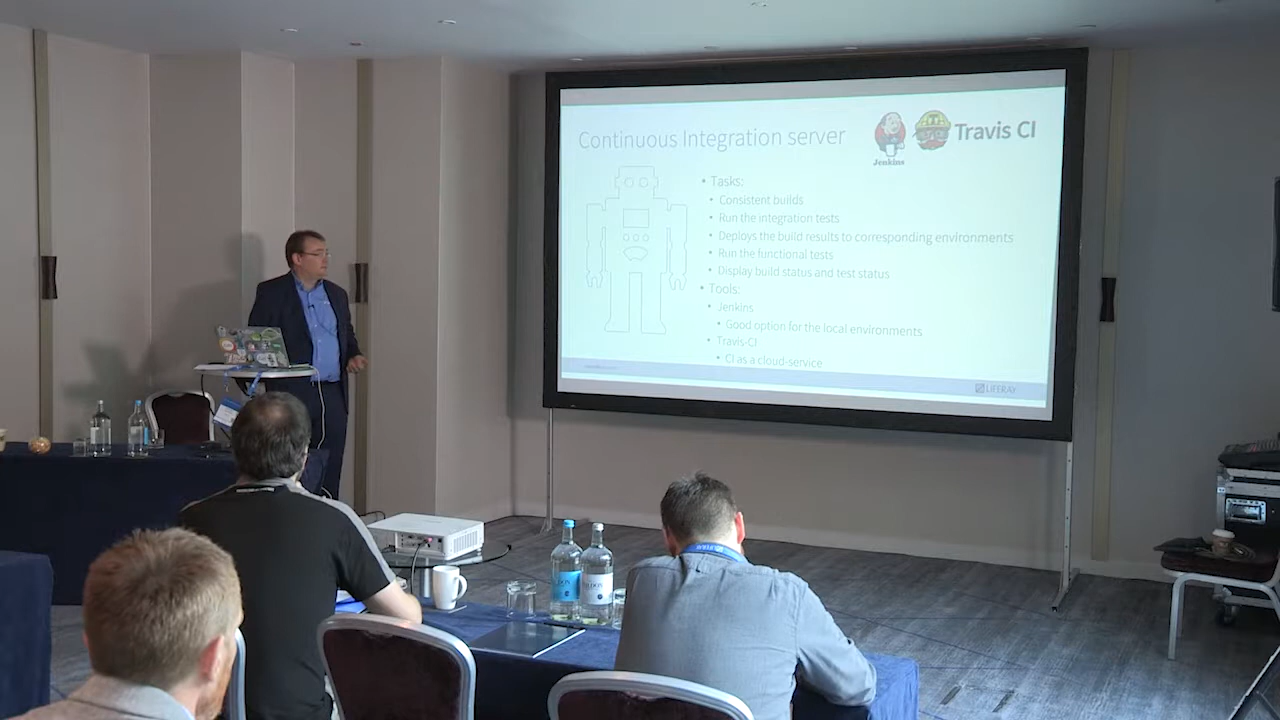 Continuous Integration server
Jenkins
Travis CI
• Tasks:
• Consistent builds
• Run the integration tests
• Deploys the build results to corresponding environments
• Run the functional tests
• Display build status and test status
• Tools:
• Jenkins
• Good option for the local environments
• Travis-CI
• CI as a cloud-service
LIFERAY